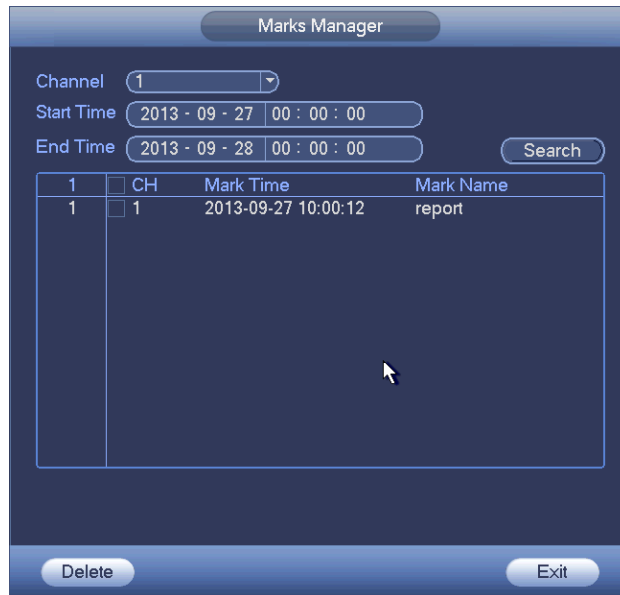 Marks Manager
Channel 1
Start Time 2013 - 09 - 27 00 : 00 : 00
End Time 2013 - 09 - 28 00 : 00 : 00
Search
1 CH Mark Time Mark Name
1 1 2013-09-27 10:00:12 report
Delete Exit